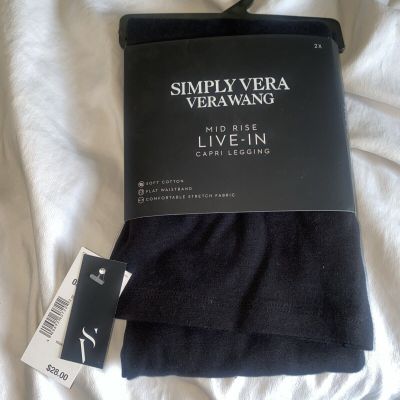 2X
SIMPLY VERA
VERAWANG
MID RISE
LIVE-IN
CAPRI LEGGING
SOFT COTTON
FLAT WAISTBAND
COMFORTABLE STRETCH FABRIC
$28.00